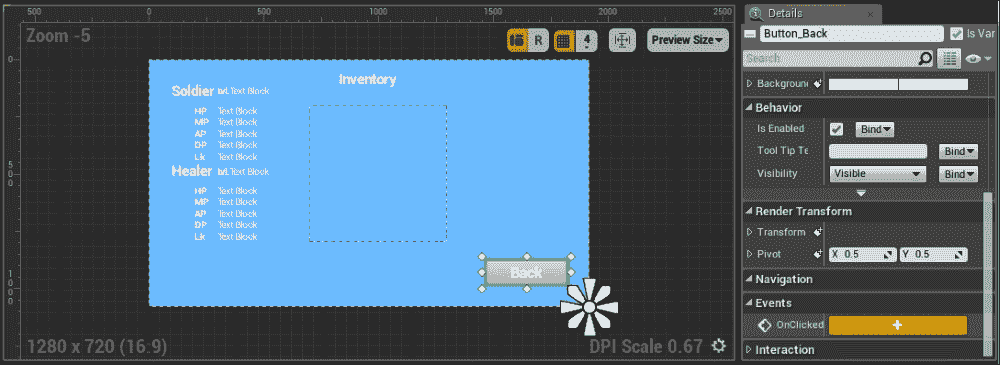 0 500 0 500 1000 1500 2000 2500
Zoom -5
R
4
Preview Size
0
Inventory
Soldier lvl Text Block
HP Text Block
MP Text Block
AP Text Block
DP Text Block
Lk Text Block
500
Healer lvl Text Block
HP Text Block
MP Text Block
AP Text Block
DP Text Block
Lk Text Block
1000
Back
1280 x 720 (16:9)
DPI Scale 0.67
Details
Button_Back
Is Var
Search
Backgroun
Behavior
Is Enabled Bind
Tool Tip Te Bind
Visibility Visible Bind
Render Transform
Transform
Pivot X 0.5 Y 0.5
Navigation
Events
OnClicked +
Interaction